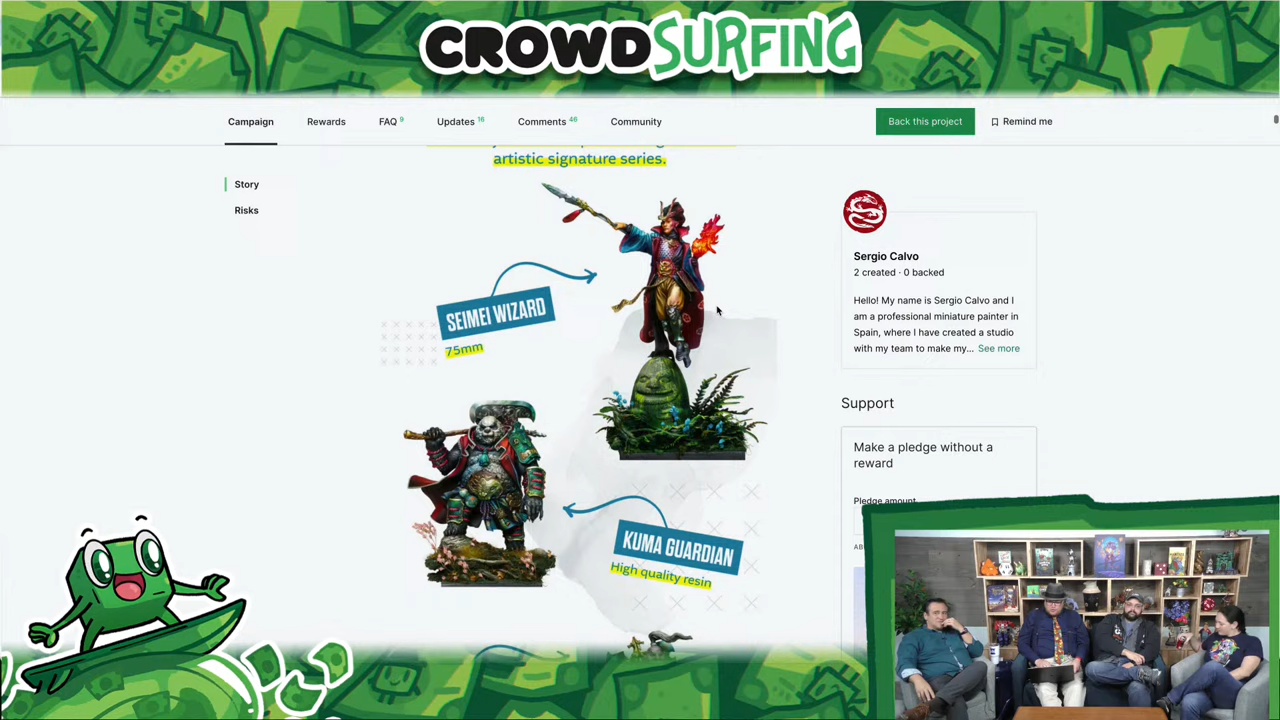 CROWDSURFING
Campaign
Rewards
FAQ 9
Updates 16
Comments 46
Community
Back this project
Remind me
artistic signature series.
Story
Risks
SEIMEI WIZARD
75mm
KUMA GUARDIAN
High quality resin
Sergio Calvo
2 created · 0 backed
Hello! My name is Sergio Calvo and I
am a professional miniature painter in
Spain, where I have created a studio
with my team to make my... See more
Support
Make a pledge without a
reward
Pledge amount